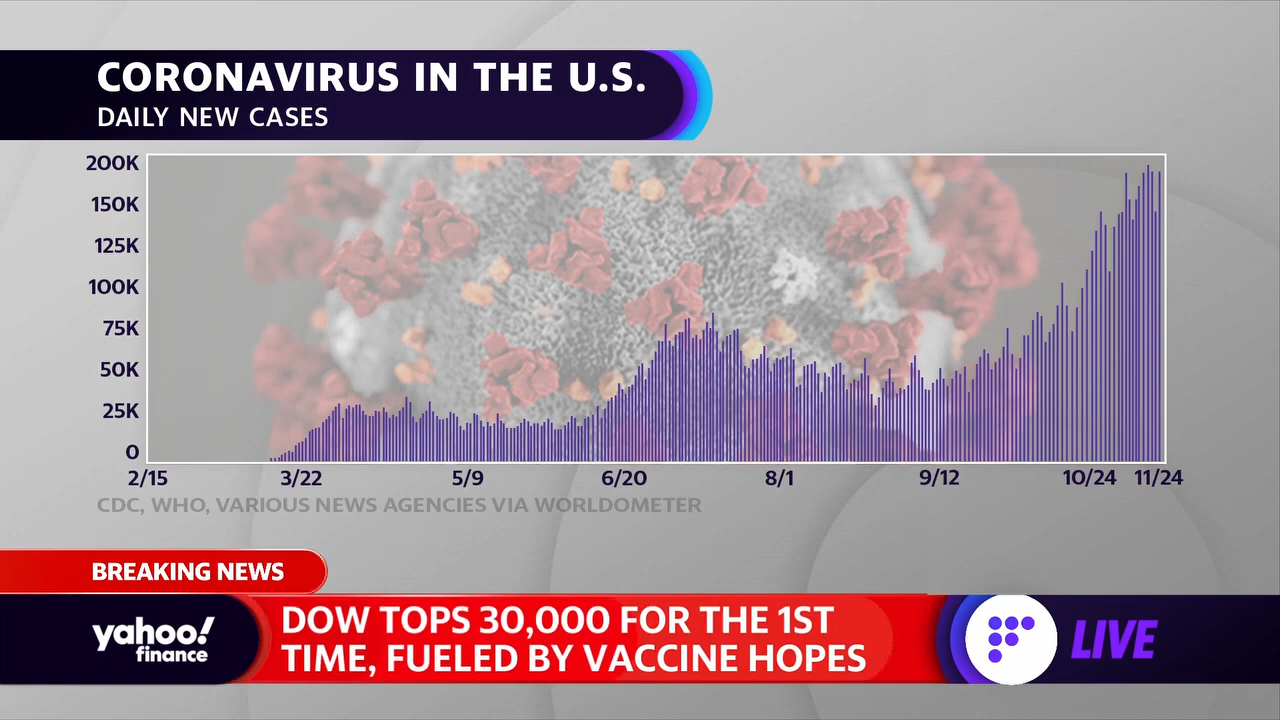 CORONAVIRUS IN THE U.S.
DAILY NEW CASES
200K
150K
125K
100K
75K
50K
25K
0
2/15 3/22 5/9 6/20 8/1 9/12 10/24 11/24
CDC, WHO, VARIOUS NEWS AGENCIES VIA WORLDOMETER
BREAKING NEWS
yahoo!
finance
DOW TOPS 30,000 FOR THE 1ST
TIME, FUELED BY VACCINE HOPES
LIVE